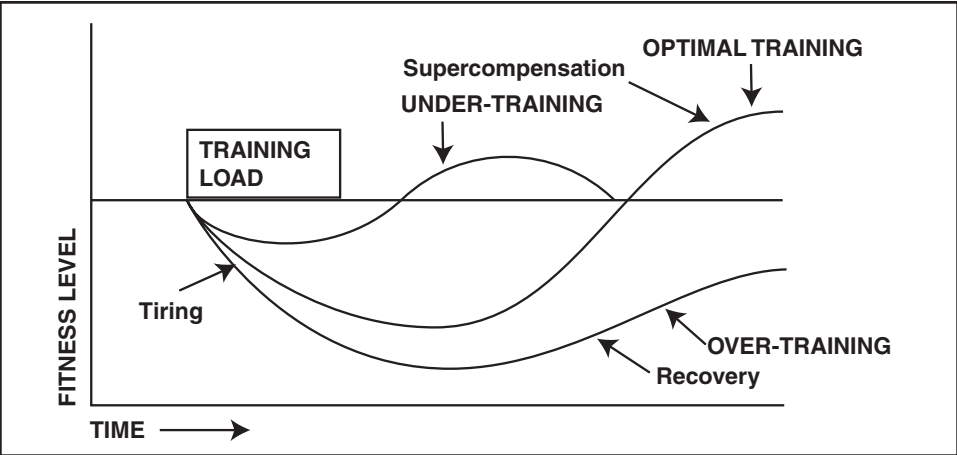 OPTIMAL TRAINING
Supercompensation
UNDER-TRAINING
TRAINING
LOAD
FITNESS LEVEL
Tiring
OVER-TRAINING
Recovery
TIME